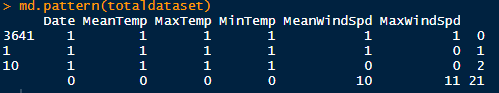 > md.pattern(totaldataset)
Date MeanTemp MaxTemp MinTemp MeanWindSpd MaxWindSpd
3641 1 1 1 1 1 1 0
1 1 1 1 1 1 0 1
10 1 1 1 1 0 0 2
0 0 0 0 10 11 21